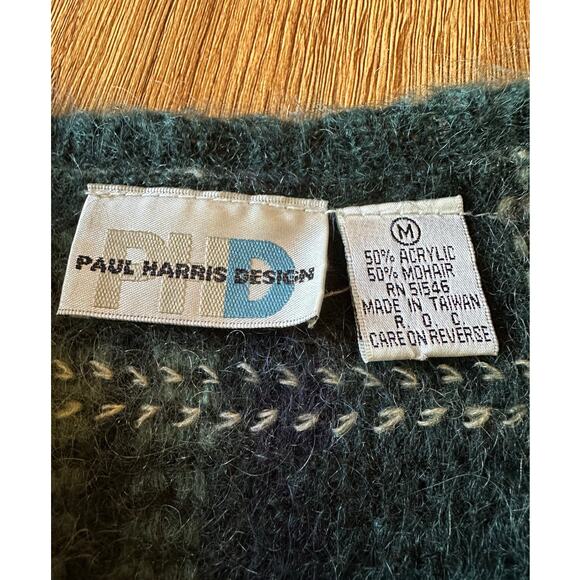 PHD
PAUL HARRIS DESIGN
M
50% ACRYLIC
50% MOHAIR
RN 51546
MADE IN TAIWAN
R. O. C
CARE ON REVERSE